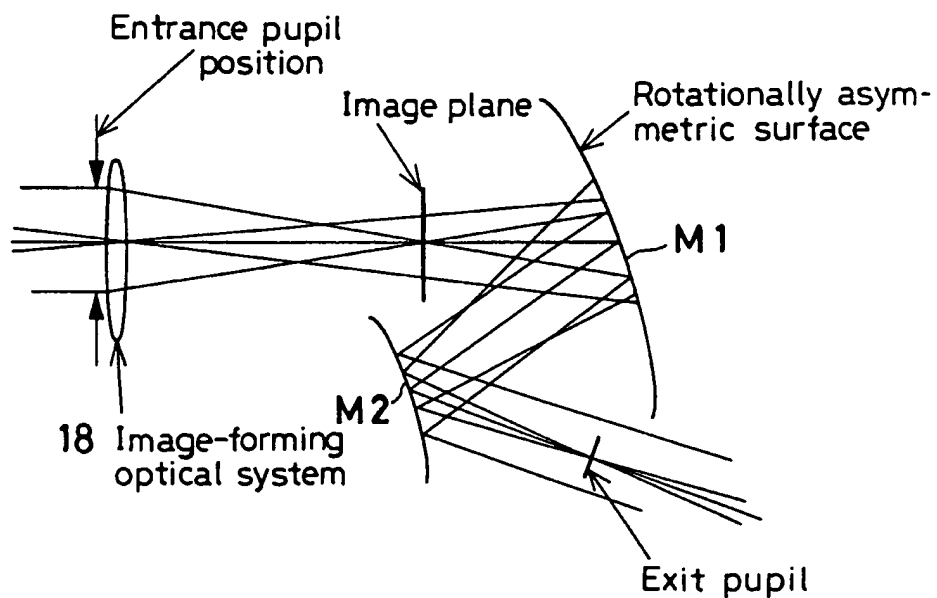 Entrance pupil
position
Image plane
Rotationally asym-
metric surface
M1
M2
18 Image-forming
optical system
Exit pupil